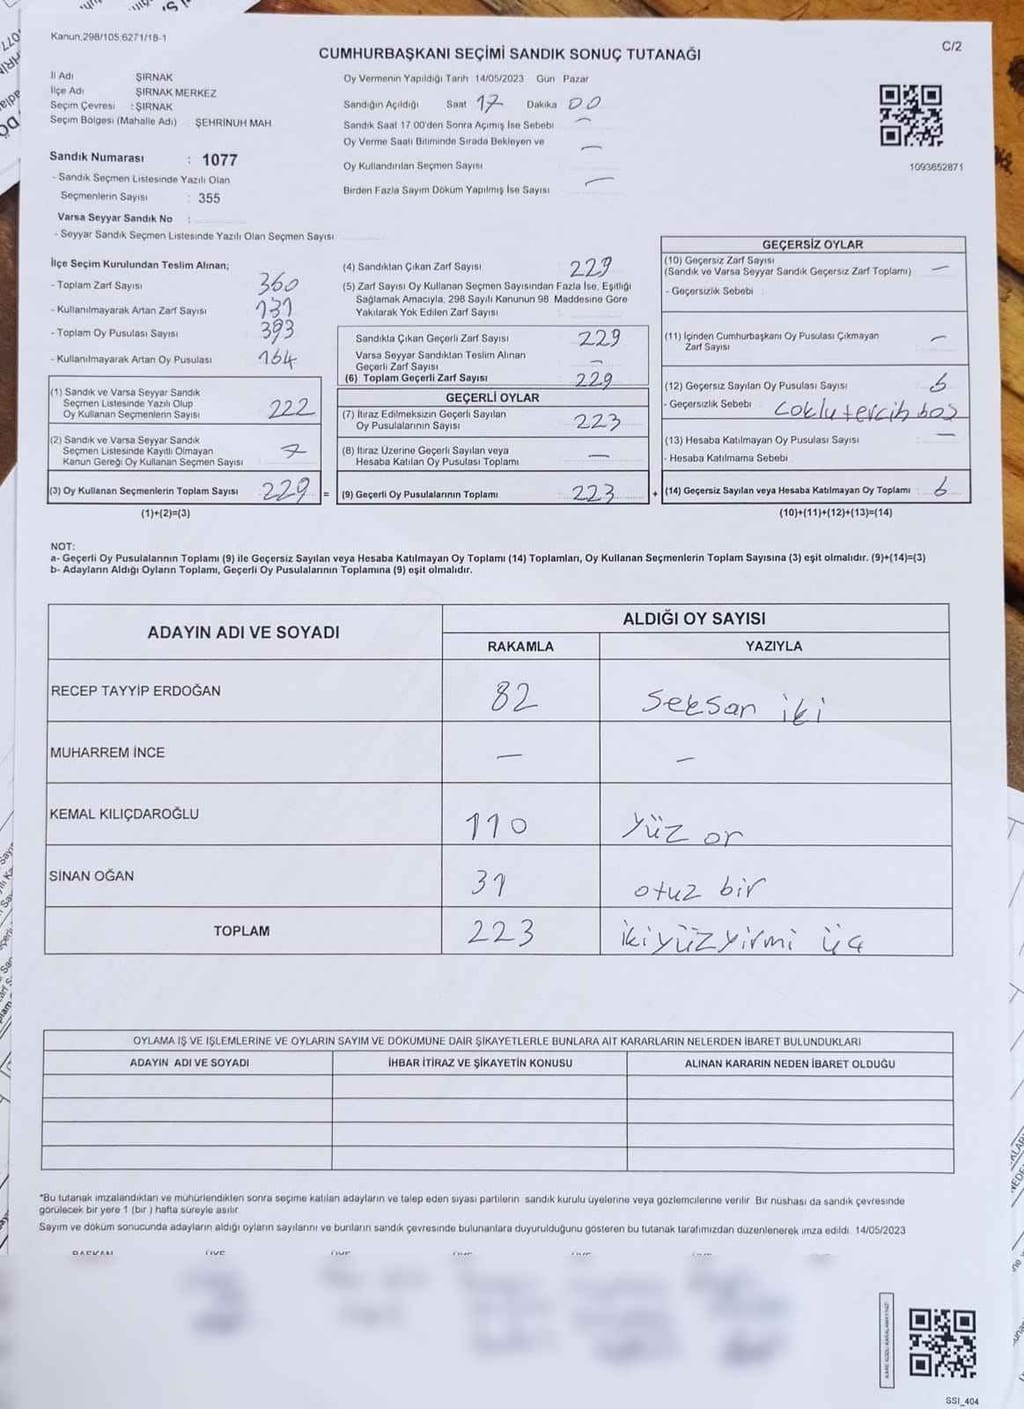 Kanun,298/105,6271/18-1
C/2
CUMHURBAŞKANI SEÇİMİ SANDIK SONUÇ TUTANAĞI
İl Adı ŞIRNAK
İlçe Adı ŞIRNAK MERKEZ
Seçim Çevresi : ŞIRNAK
Seçim Bölgesi (Mahalle Adı) ŞEHRİNUH MAH
Sandık Numarası : 1077
- Sandık Seçmen Listesinde Yazılı Olan
Seçmenlerin Sayısı : 355
Varsa Seyyar Sandık No :
- Seyyar Sandık Seçmen Listesinde Yazılı Olan Seçmen Sayısı
Oy Vermenin Yapıldığı Tarih 14/05/2023 Gün Pazar
Sandığın Açıldığı Saat 17 Dakika 00
Sandık Saat 17 00'den Sonra Açımış İse Sebebi —
Oy Verme Saati Bitiminde Sırada Bekleyen ve
Oy Kullandırılan Seçmen Sayısı —
Birden Fazla Sayım Döküm Yapılmış İse Sayısı —
1093652871
İlçe Seçim Kurulundan Teslim Alınan;
- Toplam Zarf Sayısı 360
- Kullanılmayarak Artan Zarf Sayısı 131
- Toplam Oy Pusulası Sayısı 393
- Kullanılmayarak Artan Oy Pusulası 164
(1) Sandık ve Varsa Seyyar Sandık
Seçmen Listesinde Yazılı Olup
Oy Kullanan Seçmenlerin Sayısı 222
(2) Sandık ve Varsa Seyyar Sandık
Seçmen Listesinde Kayıtlı Olmayan
Kanun Gereği Oy Kullanan Seçmen Sayısı 7
(3) Oy Kullanan Seçmenlerin Toplam Sayısı 229 =
(1)+(2)=(3)
(4) Sandıktan Çıkan Zarf Sayısı 229
(5) Zarf Sayısı Oy Kullanan Seçmen Sayısından Fazla İse, Eşitliği
Sağlamak Amacıyla, 298 Sayılı Kanunun 98 Maddesine Göre
Yakılarak Yok Edilen Zarf Sayısı
Sandıkta Çıkan Geçerli Zarf Sayısı 229
Varsa Seyyar Sandıktan Teslim Alınan
Geçerli Zarf Sayısı —
(6) Toplam Geçerli Zarf Sayısı 229
GEÇERLİ OYLAR
(7) İtiraz Edilmeksizin Geçerli Sayılan
Oy Pusulalarının Sayısı 223
(8) İtiraz Üzerine Geçerli Sayılan veya
Hesaba Katılan Oy Pusulası Toplamı —
(9) Geçerli Oy Pusulalarının Toplamı 223 +
GEÇERSİZ OYLAR
(10) Geçersiz Zarf Sayısı
(Sandık ve Varsa Seyyar Sandık Geçersiz Zarf Toplamı) —
- Geçersizlik Sebebi :
(11) İçinden Cumhurbaşkanı Oy Pusulası Çıkmayan
Zarf Sayısı —
(12) Geçersiz Sayılan Oy Pusulası Sayısı 6
- Geçersizlik Sebebi çoklu tercih boş
(13) Hesaba Katılmayan Oy Pusulası Sayısı —
- Hesaba Katılmama Sebebi
(14) Geçersiz Sayılan veya Hesaba Katılmayan Oy Toplamı 6
(10)+(11)+(12)+(13)=(14)
NOT:
a- Geçerli Oy Pusulalarının Toplamı (9) ile Geçersiz Sayılan veya Hesaba Katılmayan Oy Toplamı (14) Toplamları, Oy Kullanan Seçmenlerin Toplam Sayısına (3) eşit olmalıdır. (9)+(14)=(3)
b- Adayların Aldığı Oyların Toplamı, Geçerli Oy Pusulalarının Toplamına (9) eşit olmalıdır.
ADAYIN ADI VE SOYADI ALDIĞI OY SAYISI
RAKAMLA YAZIYLA
RECEP TAYYİP ERDOĞAN 82 Seksan iki
MUHARREM İNCE — —
KEMAL KILIÇDAROĞLU 110 Yüz on
SİNAN OĞAN 31 otuz bir
TOPLAM 223 ikiyüzyirmi üç
OYLAMA İŞ VE İŞLEMLERİNE VE OYLARIN SAYIM VE DÖKÜMÜNE DAİR ŞİKAYETLERLE BUNLARA AİT KARARLARIN NELERDEN İBARET BULUNDUKLARI
ADAYIN ADI VE SOYADI İHBAR İTİRAZ VE ŞİKAYETİN KONUSU ALINAN KARARIN NEDEN İBARET OLDUĞU
*Bu tutanak imzalandıktan ve mühürlendikten sonra seçime katılan adayların ve talep eden siyasi partilerin sandık kurulu üyelerine veya gözlemcilerine verilir. Bir nüshası da sandık çevresinde
görülecek bir yere 1 (bir ) hafta süreyle asılır
Sayım ve döküm sonucunda adayların aldığı oyların sayılarını ve bunların sandık çevresinde bulunanlara duyurulduğunu gösteren bu tutanak tarafımızdan düzenlenerek imza edildi. 14/05/2023
BAŞKAN ÜYE ÜYE ÜYE ÜYE ÜYE
SSI_404